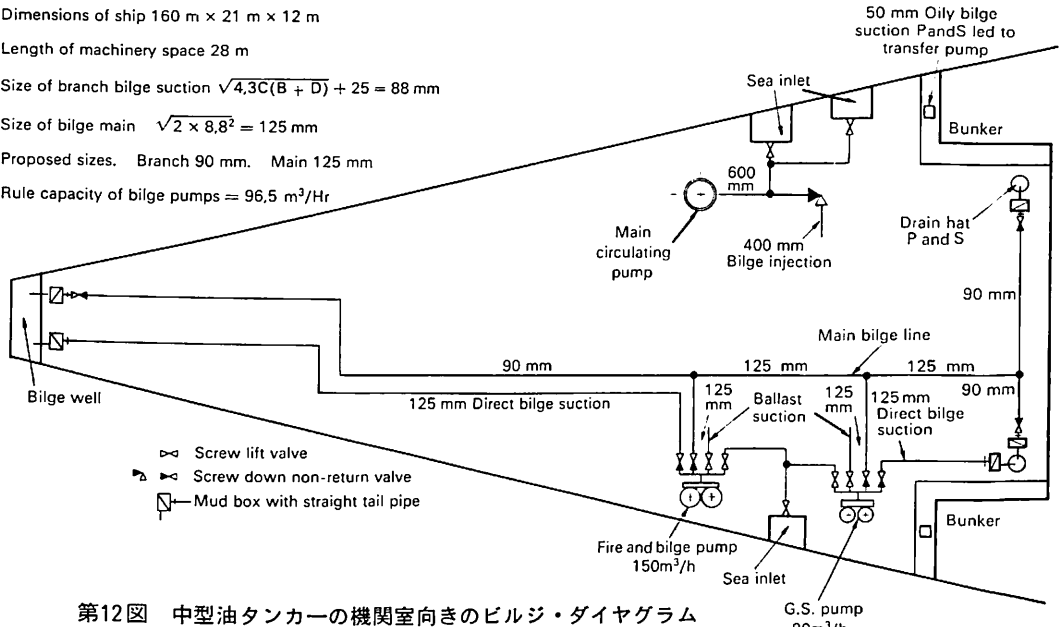 Dimensions of ship 160 m × 21 m × 12 m
Length of machinery space 28 m
Size of branch bilge suction √4,3C(B + D) + 25 = 88 mm
Size of bilge main √2 × 8,8² = 125 mm
Proposed sizes. Branch 90 mm. Main 125 mm
Rule capacity of bilge pumps = 96,5 m³/Hr
50 mm Oily bilge
suction PandS led to
transfer pump
Sea inlet
Bunker
600
mm
Main
circulating
pump
400 mm
Bilge injection
Drain hat
P and S
90 mm
Main bilge line
90 mm
125 mm
125 mm
Bilge well
125 mm Direct bilge suction
125
mm
Ballast
suction
125
mm
125 mm
Direct bilge
suction
90 mm
Screw lift valve
Screw down non-return valve
Mud box with straight tail pipe
Fire and bilge pump
150m³/h
Sea inlet
Bunker
G.S. pump
第12図 中型油タンカーの機関室向きのビルジ・ダイヤグラム